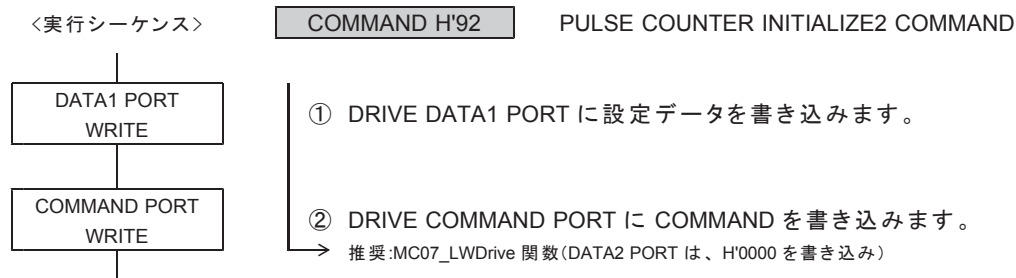 〈実行シーケンス〉 COMMAND H'92 PULSE COUNTER INITIALIZE2 COMMAND
DATA1 PORT
WRITE
① DRIVE DATA1 PORT に設定データを書き込みます。
COMMAND PORT
WRITE
② DRIVE COMMAND PORT に COMMAND を書き込みます。
推奨:MC07_LWDrive 関数(DATA2 PORT は、H'0000 を書き込み)